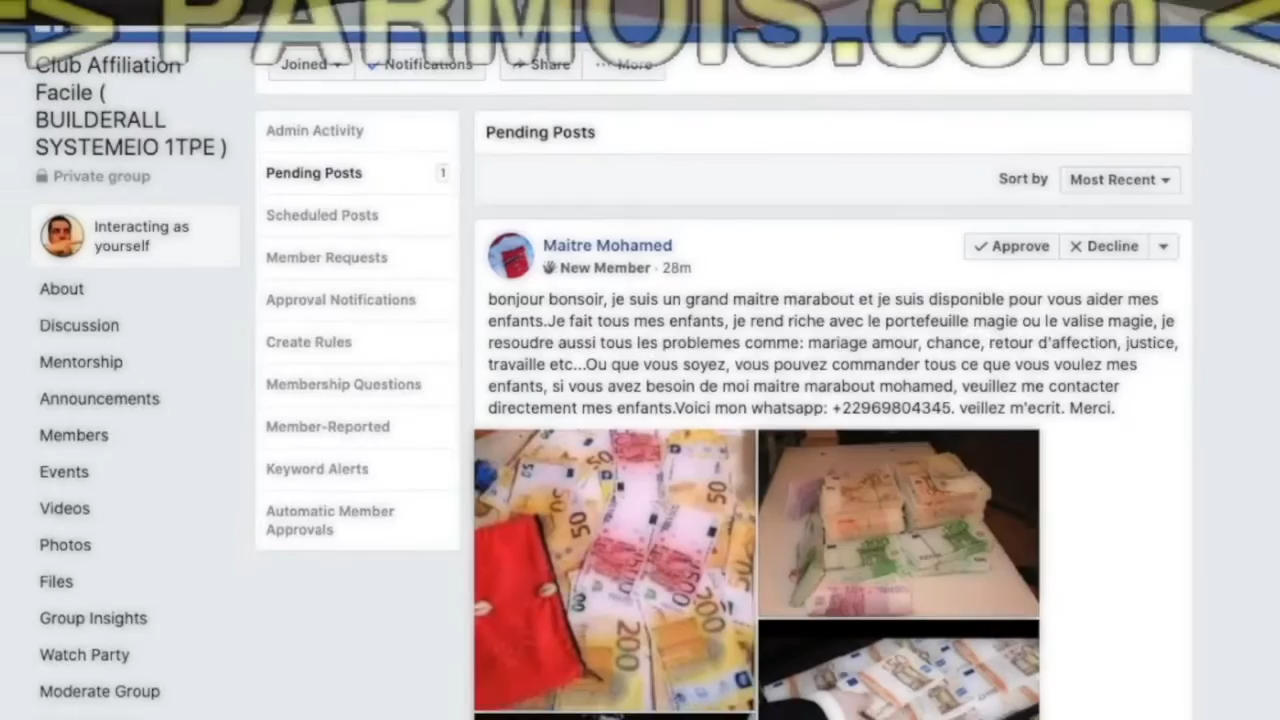 => PARMOIS.com <
Club Affiliation
Facile (
BUILDERALL
SYSTEMEIO 1TPE )
Private group
Interacting as
yourself
About
Discussion
Mentorship
Announcements
Members
Events
Videos
Photos
Files
Group Insights
Watch Party
Moderate Group
Joined
Notifications
Share
More
Admin Activity
Pending Posts 1
Scheduled Posts
Member Requests
Approval Notifications
Create Rules
Membership Questions
Member-Reported
Keyword Alerts
Automatic Member
Approvals
Pending Posts
Sort by Most Recent
Maitre Mohamed
New Member · 28m
Approve
Decline
bonjour bonsoir, je suis un grand maitre marabout et je suis disponible pour vous aider mes
enfants.Je fait tous mes enfants, je rend riche avec le portefeuille magie ou le valise magie, je
resoudre aussi tous les problemes comme: mariage amour, chance, retour d'affection, justice,
travaille etc...Ou que vous soyez, vous pouvez commander tous ce que vous voulez mes
enfants, si vous avez besoin de moi maitre marabout mohamed, veuillez me contacter
directement mes enfants.Voici mon whatsapp: +22969804345. veillez m'ecrit. Merci.
50
50
50
50
500
200
200